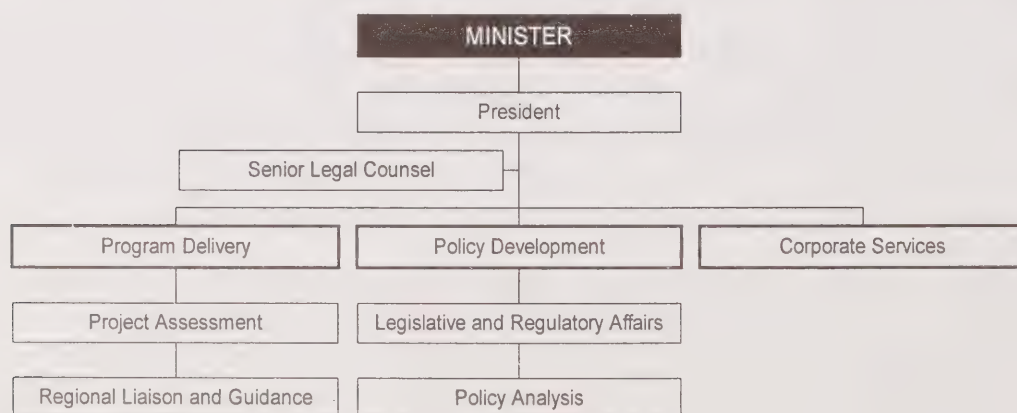 MINISTER
President
Senior Legal Counsel
Program Delivery
Policy Development
Corporate Services
Project Assessment
Legislative and Regulatory Affairs
Regional Liaison and Guidance
Policy Analysis